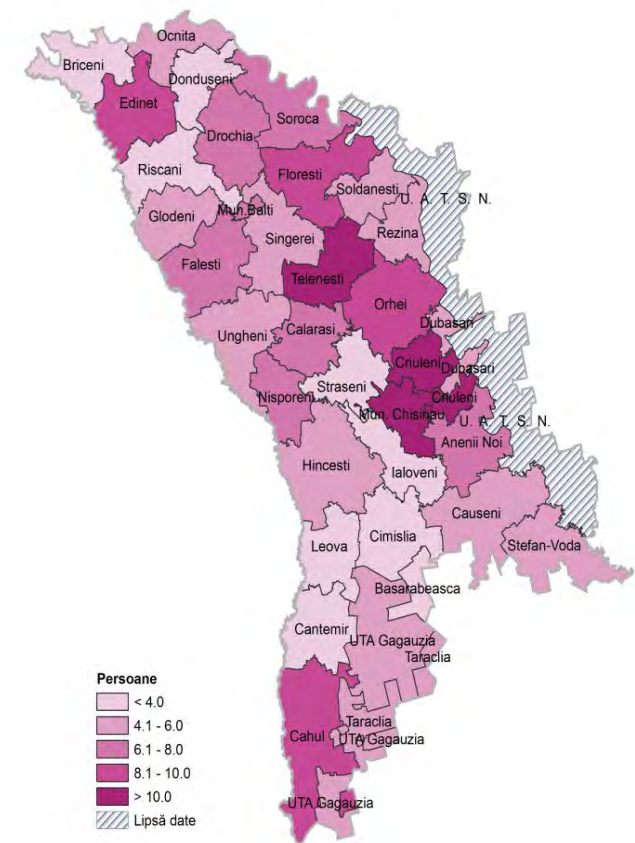 Ocnita
Briceni
Donduseni
Edinet
Soroca
Drochia
Riscani
Floresti
Soldanesti
U. A. T. S. N.
Glodeni
Mun.Balti
Singerei
Rezina
Falesti
Telenesti
Orhei
Dubasari
Ungheni
Calarasi
Criuleni
Dubasari
Straseni
Nisporeni
Criuleni
Mun. Chisinau
U. A. T. S. N.
Anenii Noi
Hincesti
Ialoveni
Causeni
Cimislia
Leova
Stefan-Voda
Basarabeasca
Cantemir
UTA Gagauzia
Taraclia
Taraclia
Cahul
UTA Gagauzia
UTA Gagauzia
Persoane
< 4.0
4.1 - 6.0
6.1 - 8.0
8.1 - 10.0
> 10.0
Lipsă date